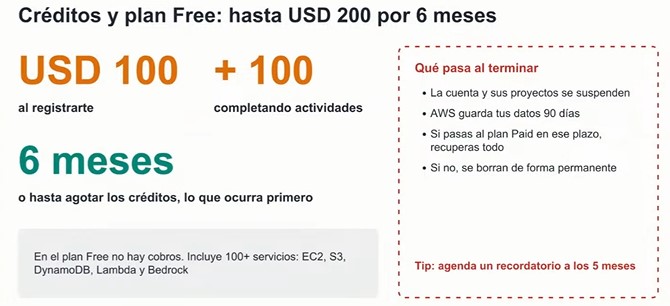 Créditos y plan Free: hasta USD 200 por 6 meses
USD 100
al registrarte
+ 100
completando actividades
6 meses
o hasta agotar los créditos, lo que ocurra primero
En el plan Free no hay cobros. Incluye 100+ servicios: EC2, S3,
DynamoDB, Lambda y Bedrock
Qué pasa al terminar
• La cuenta y sus proyectos se suspenden
• AWS guarda tus datos 90 días
• Si pasas al plan Paid en ese plazo,
recuperas todo
• Si no, se borran de forma permanente
Tip: agenda un recordatorio a los 5 meses